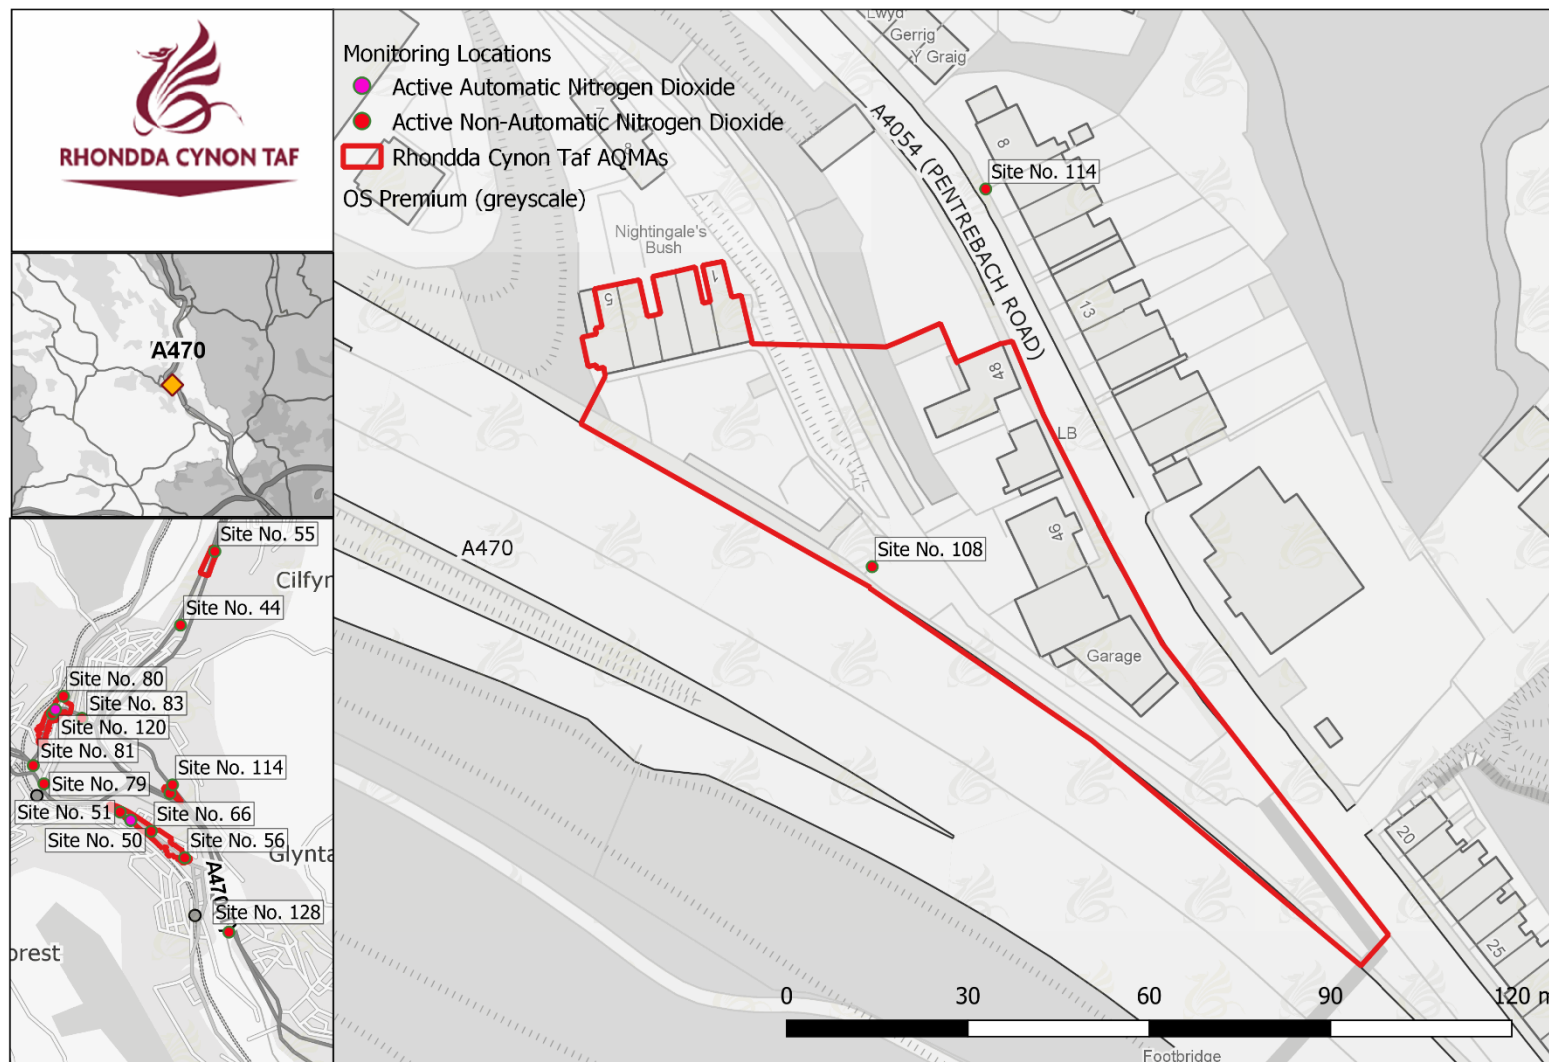 RHONDDA CYNON TAF
Monitoring Locations
Active Automatic Nitrogen Dioxide
Active Non-Automatic Nitrogen Dioxide
Rhondda Cynon Taf AQMAs
OS Premium (greyscale)
A470
Site No. 55
Cilfyn
Site No. 44
Site No. 80
Site No. 83
Site No. 120
Site No. 81
Site No. 114
Site No. 79
Site No. 51
Site No. 66
Site No. 50
Site No. 56
Glynta
A470
Site No. 128
orest
Lwyd
Gerrig
Y Graig
A4054 (PENTREBACH ROAD)
Site No. 114
8
7
8
Nightingale's
Bush
5
1
13
48
LB
A470
Site No. 108
46
Garage
20
25
0
30
60
90
120 m
Footbridge